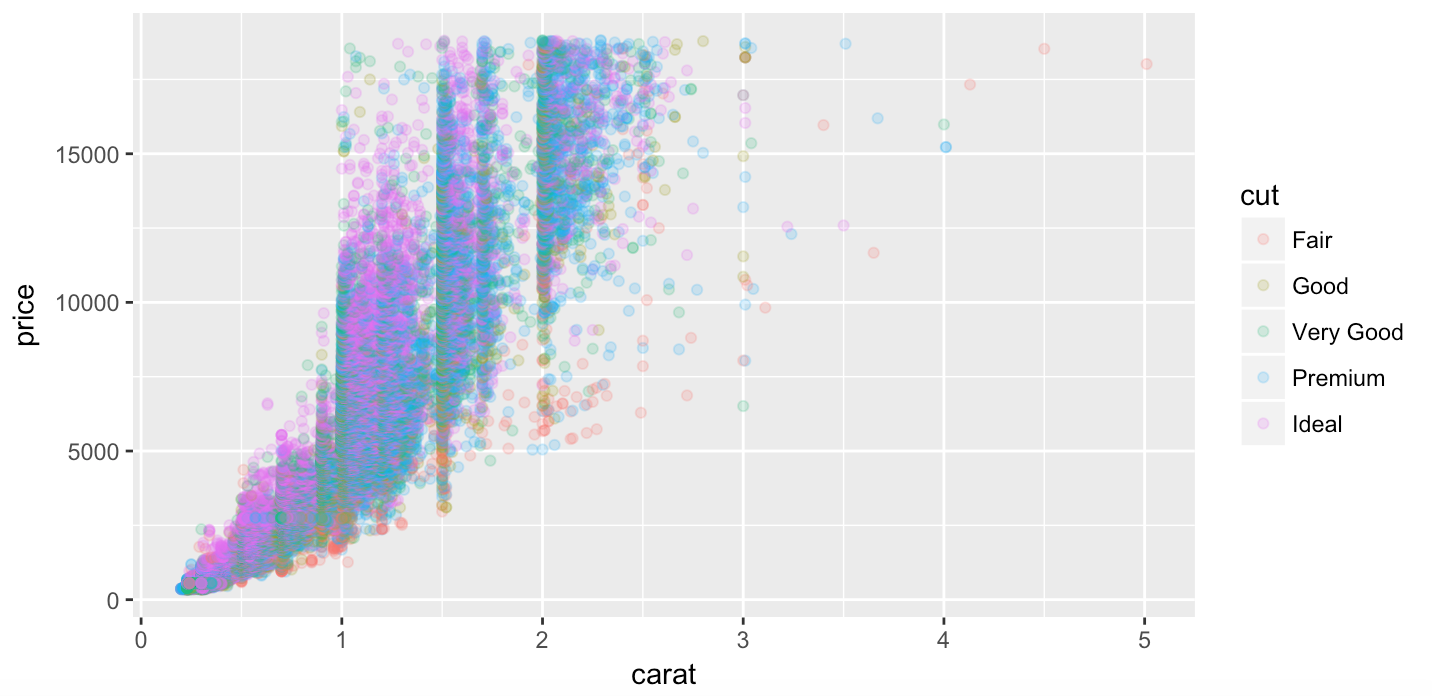 15000
10000
5000
0
price
0 1 2 3 4 5
carat
cut
Fair
Good
Very Good
Premium
Ideal